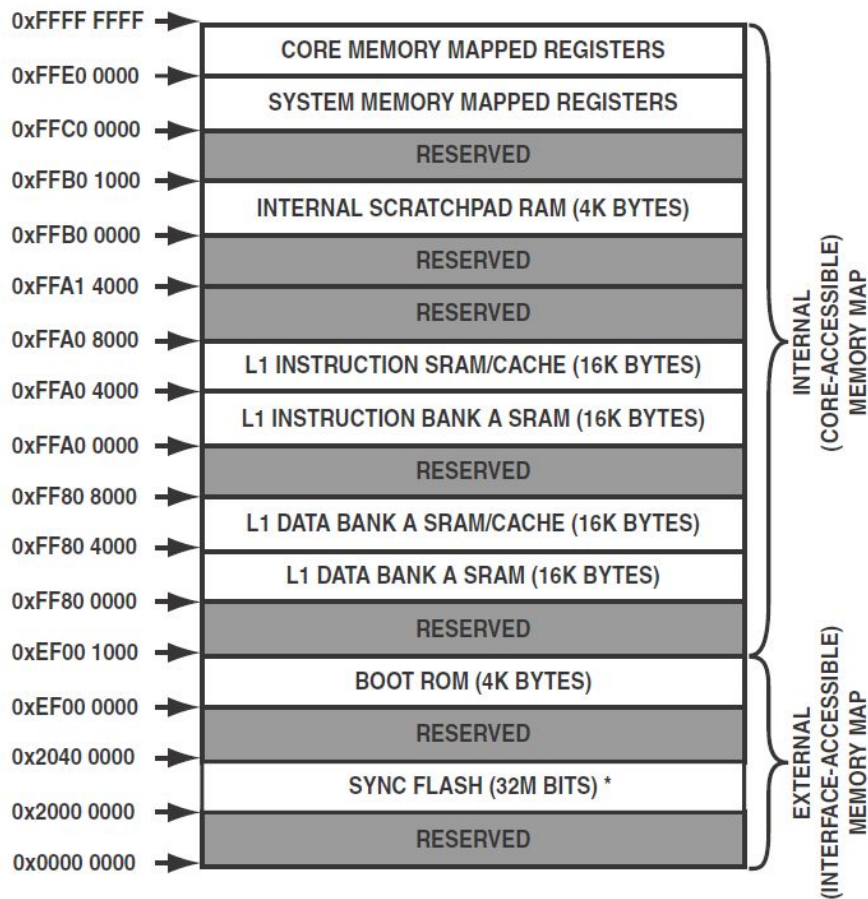 0xFFFF FFFF
CORE MEMORY MAPPED REGISTERS
0xFFE0 0000
SYSTEM MEMORY MAPPED REGISTERS
0xFFC0 0000
RESERVED
0xFFB0 1000
INTERNAL SCRATCHPAD RAM (4K BYTES)
0xFFB0 0000
RESERVED
0xFFA1 4000
RESERVED
0xFFA0 8000
L1 INSTRUCTION SRAM/CACHE (16K BYTES)
0xFFA0 4000
L1 INSTRUCTION BANK A SRAM (16K BYTES)
0xFFA0 0000
RESERVED
0xFF80 8000
L1 DATA BANK A SRAM/CACHE (16K BYTES)
0xFF80 4000
L1 DATA BANK A SRAM (16K BYTES)
0xFF80 0000
RESERVED
0xEF00 1000
BOOT ROM (4K BYTES)
0xEF00 0000
RESERVED
0x2040 0000
SYNC FLASH (32M BITS) *
0x2000 0000
RESERVED
0x0000 0000
INTERNAL
(CORE-ACCESSIBLE)
MEMORY MAP
EXTERNAL
(INTERFACE-ACCESSIBLE)
MEMORY MAP